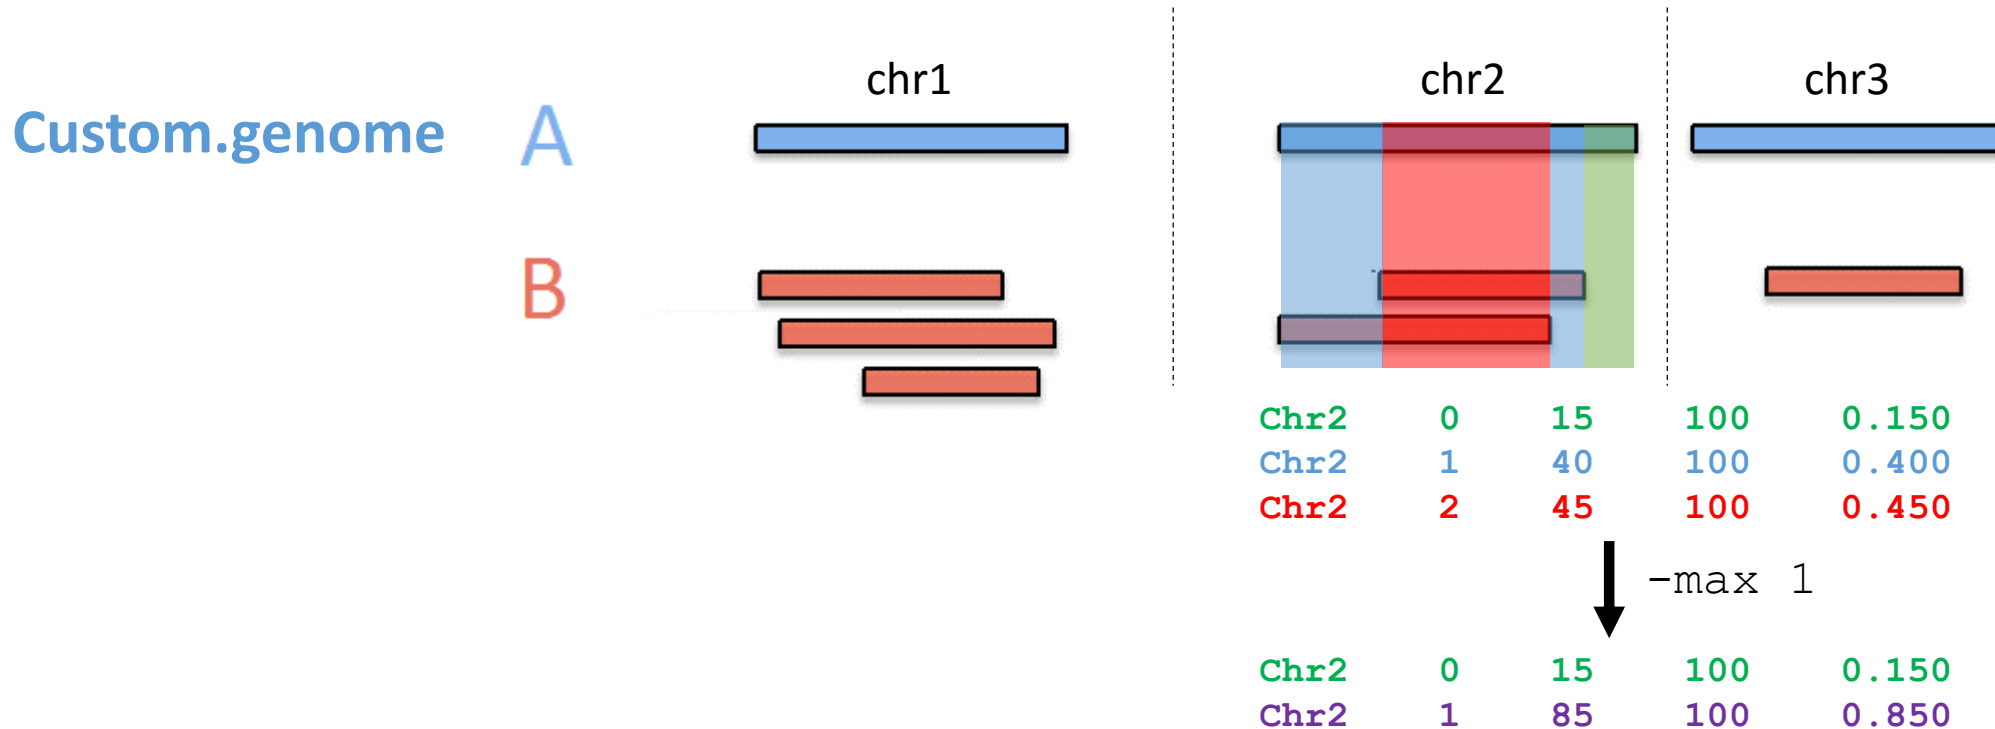 chr1 chr2 chr3
Custom.genome A
B
Chr2 0 15 100 0.150
Chr2 1 40 100 0.400
Chr2 2 45 100 0.450
-max 1
Chr2 0 15 100 0.150
Chr2 1 85 100 0.850